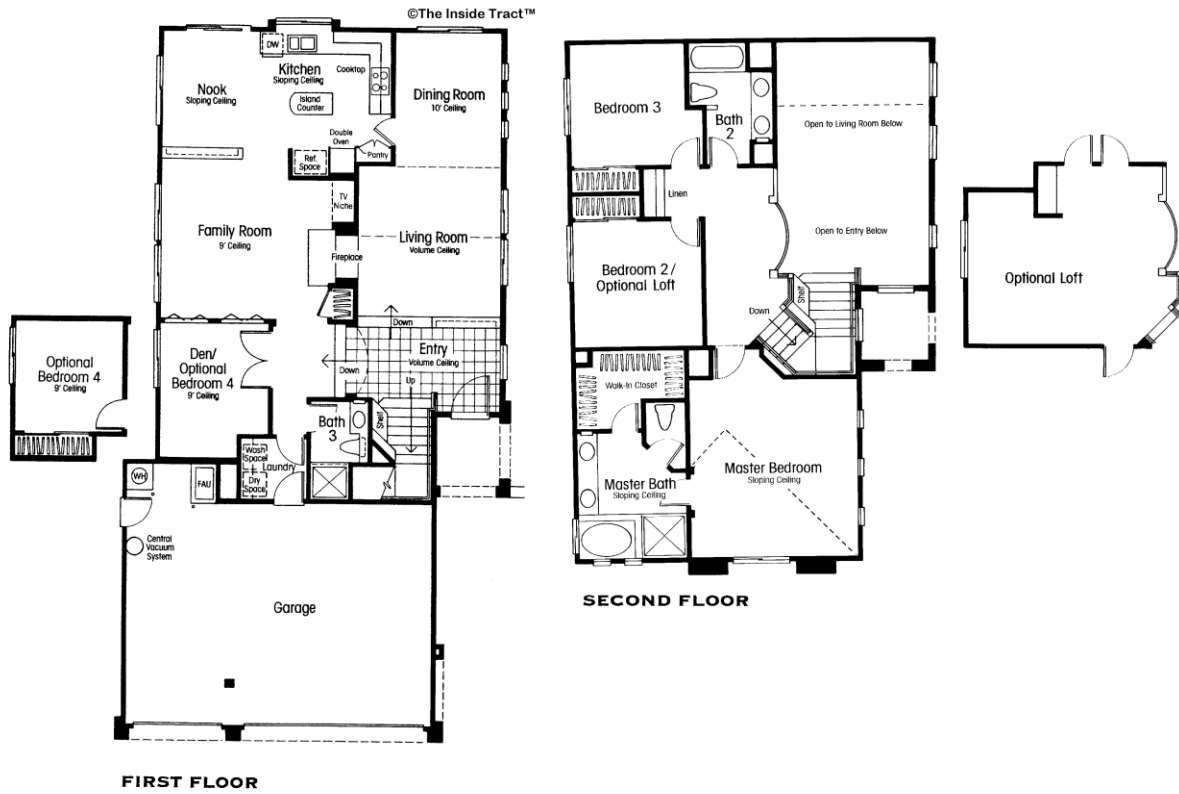 ©The Inside Tract™
DW
Kitchen
Sloping Ceiling
Cooktop
Nook
Sloping Ceiling
Island
Counter
Dining Room
10' Ceiling
Double
Oven
Pantry
Ref.
Space
TV
Niche
Family Room
9' Ceiling
Living Room
Volume Ceiling
Fireplace
Down
Entry
Volume Ceiling
Down
Up
Optional
Bedroom 4
9' Ceiling
Den/
Optional
Bedroom 4
9' Ceiling
Bath
3
Shelf
Wash
Space
Laundry
Dry
Space
WH
FAU
Central
Vacuum
System
Garage
FIRST FLOOR
Bedroom 3
Bath
2
Open to Living Room Below
Linen
Open to Entry Below
Bedroom 2/
Optional Loft
Shelf
Down
Walk-In Closet
Master Bedroom
Sloping Ceiling
Master Bath
Sloping Ceiling
SECOND FLOOR
Optional Loft